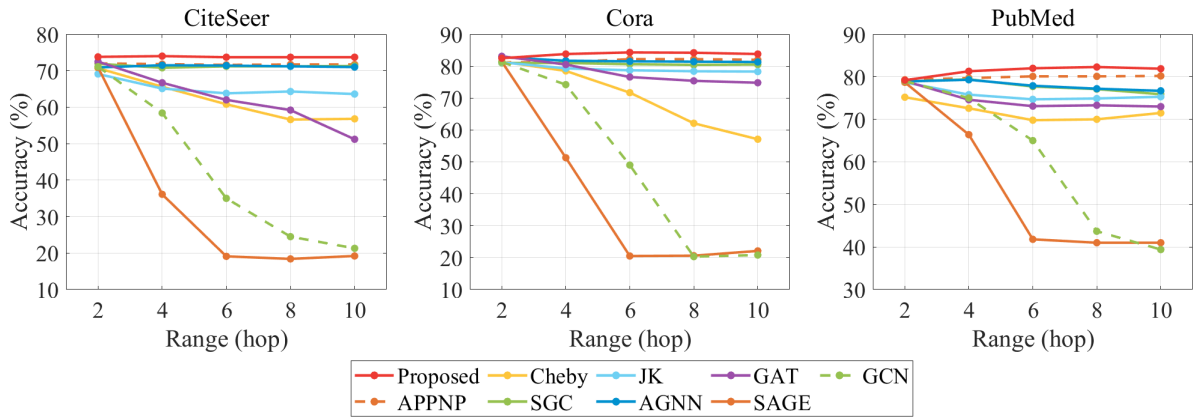 CiteSeer
80
70
60
50
40
30
20
10
Accuracy (%)
2 4 6 8 10
Range (hop)
Cora
90
80
70
60
50
40
30
20
10
Accuracy (%)
2 4 6 8 10
Range (hop)
PubMed
90
80
70
60
50
40
30
Accuracy (%)
2 4 6 8 10
Range (hop)
Proposed Cheby JK GAT GCN
APPNP SGC AGNN SAGE